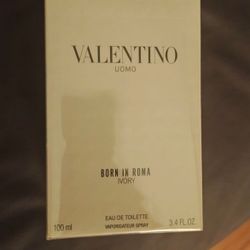 VALENTINO
UOMO
BORN IN ROMA
IVORY
EAU DE TOILETTE
100 ml VAPORISATEUR SPRAY 3.4 FL.OZ.